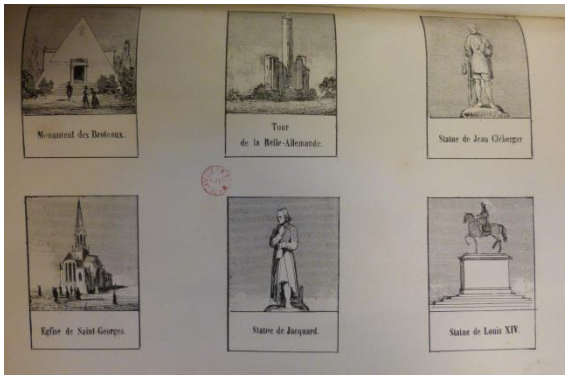 Monument des Broteaux.
Tour
de la Belle-Allemande.
Statue de Jean Cléberger
Eglise de Saint-Georges
Statue de Jacquard.
Statue de Louis XIV.